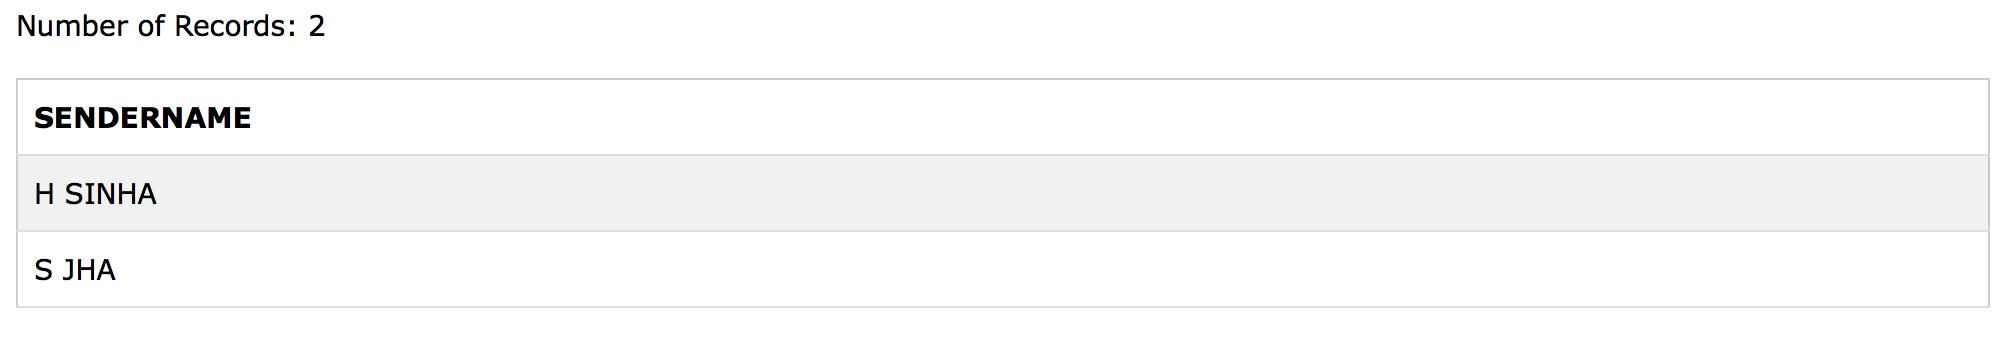 Number of Records: 2
SENDERNAME
H SINHA
S JHA